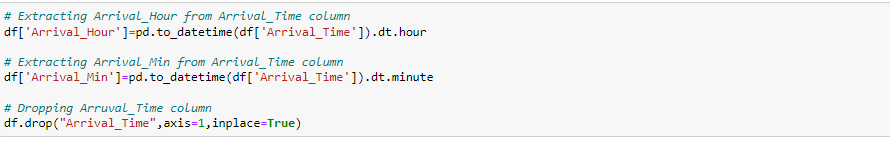 # Extracting Arrival_Hour from Arrival_Time column
df['Arrival_Hour']=pd.to_datetime(df['Arrival_Time']).dt.hour
# Extracting Arrival_Min from Arrival_Time column
df['Arrival_Min']=pd.to_datetime(df['Arrival_Time']).dt.minute
# Dropping Arruval_Time column
df.drop("Arrival_Time",axis=1,inplace=True)